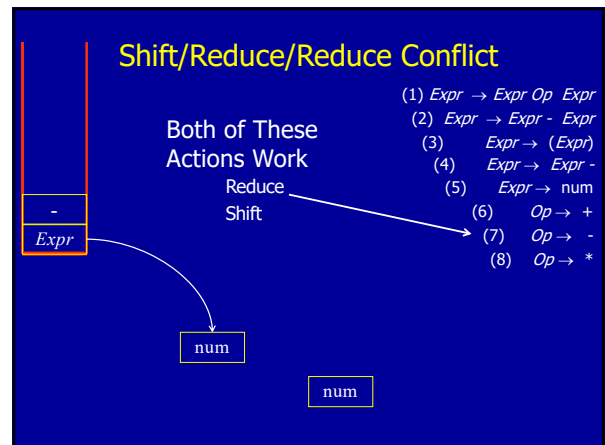 Shift/Reduce/Reduce Conflict
Both of These
Actions Work
Reduce
Shift
(1) Expr → Expr Op Expr
(2) Expr → Expr - Expr
(3) Expr → (Expr)
(4) Expr → Expr -
(5) Expr → num
(6) Op → +
(7) Op → -
(8) Op → *
-
Expr
num
num